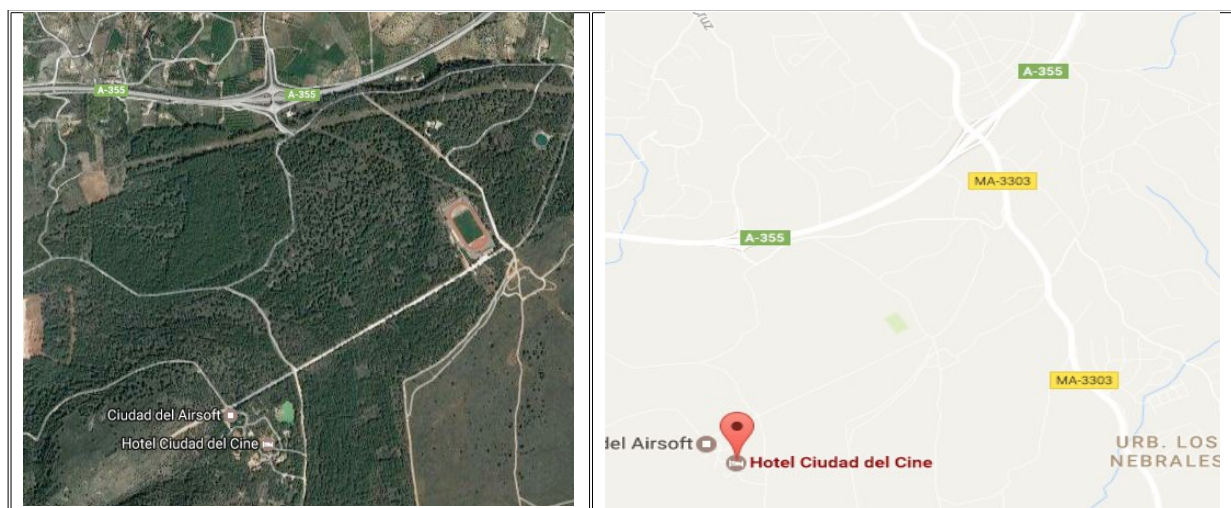 A-355
A-355
Ciudad del Airsoft
Hotel Ciudad del Cine
A-355
MA-3303
A-355
MA-3303
del Airsoft
Hotel Ciudad del Cine
URB. LOS
NEBRALES